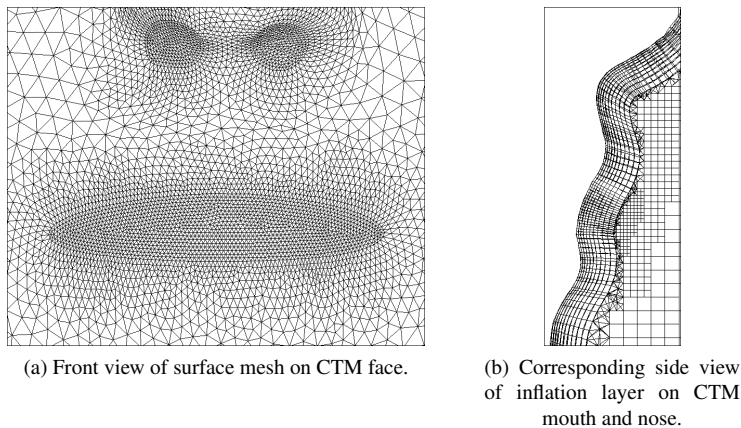 (a) Front view of surface mesh on CTM face.
(b) Corresponding side view
of inflation layer on CTM
mouth and nose.